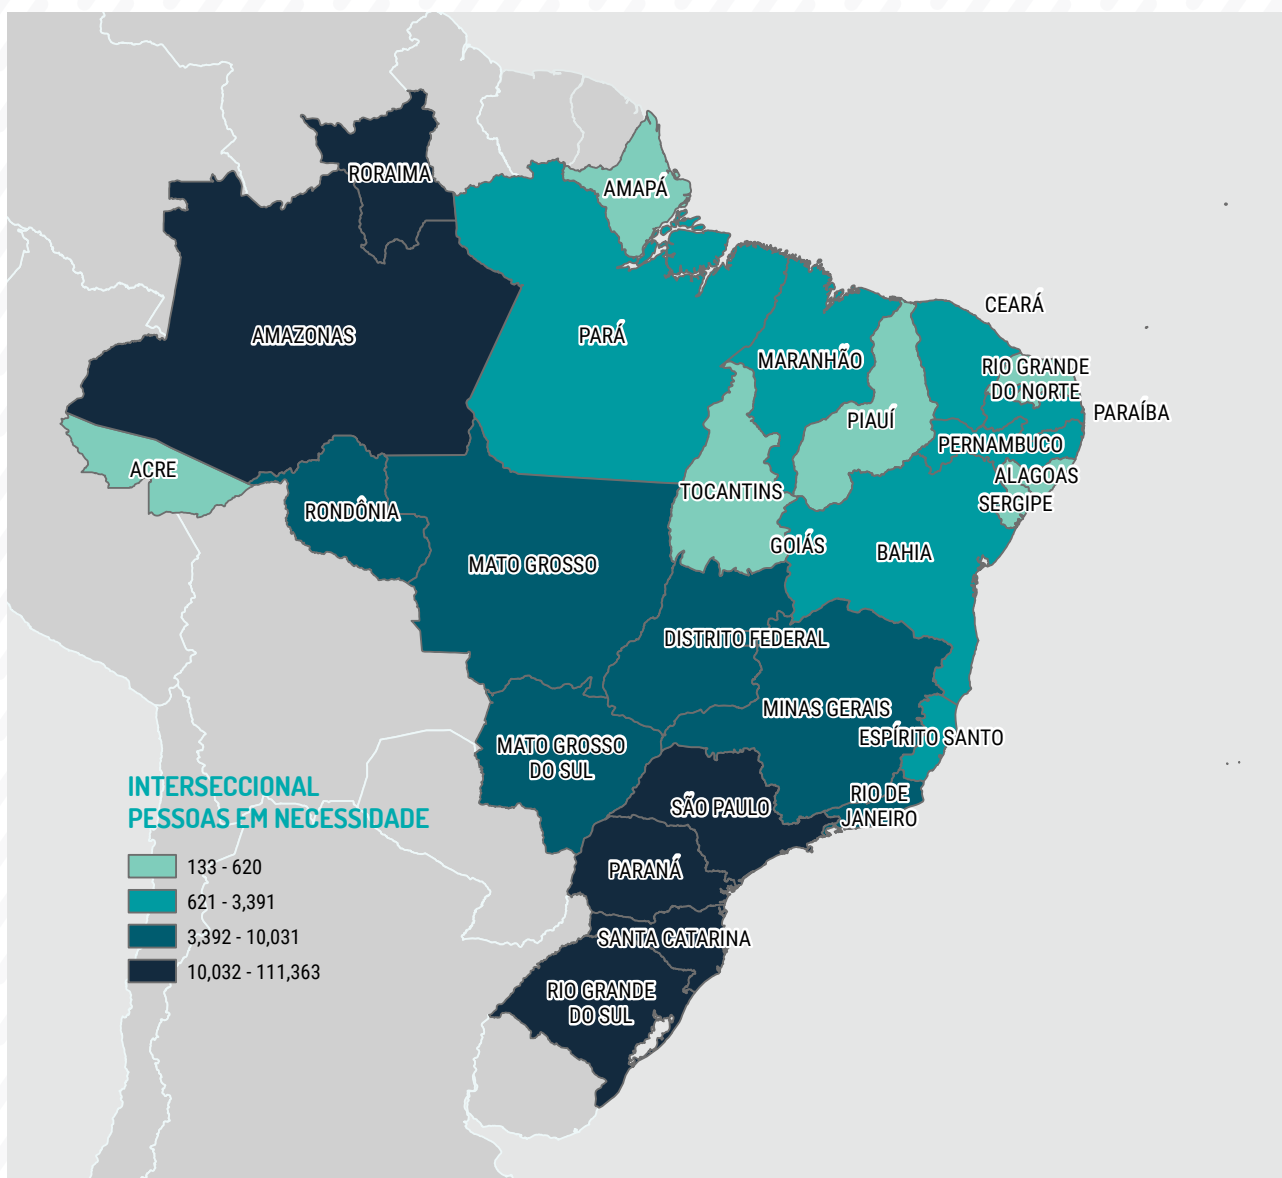 RORAIMA
AMAPÁ
CEARÁ
AMAZONAS
PARÁ
MARANHÃO
RIO GRANDE
DO NORTE
PARAÍBA
PIAUÍ
PERNAMBUCO
ACRE
ALAGOAS
TOCANTINS
SERGIPE
RONDÔNIA
GOIÁS
BAHIA
MATO GROSSO
DISTRITO FEDERAL
MINAS GERAIS
ESPÍRITO SANTO
MATO GROSSO
DO SUL
RIO DE
JANEIRO
SÃO PAULO
PARANÁ
SANTA CATARINA
RIO GRANDE
DO SUL
INTERSECCIONAL
PESSOAS EM NECESSIDADE
133 - 620
621 - 3,391
3,392 - 10,031
10,032 - 111,363